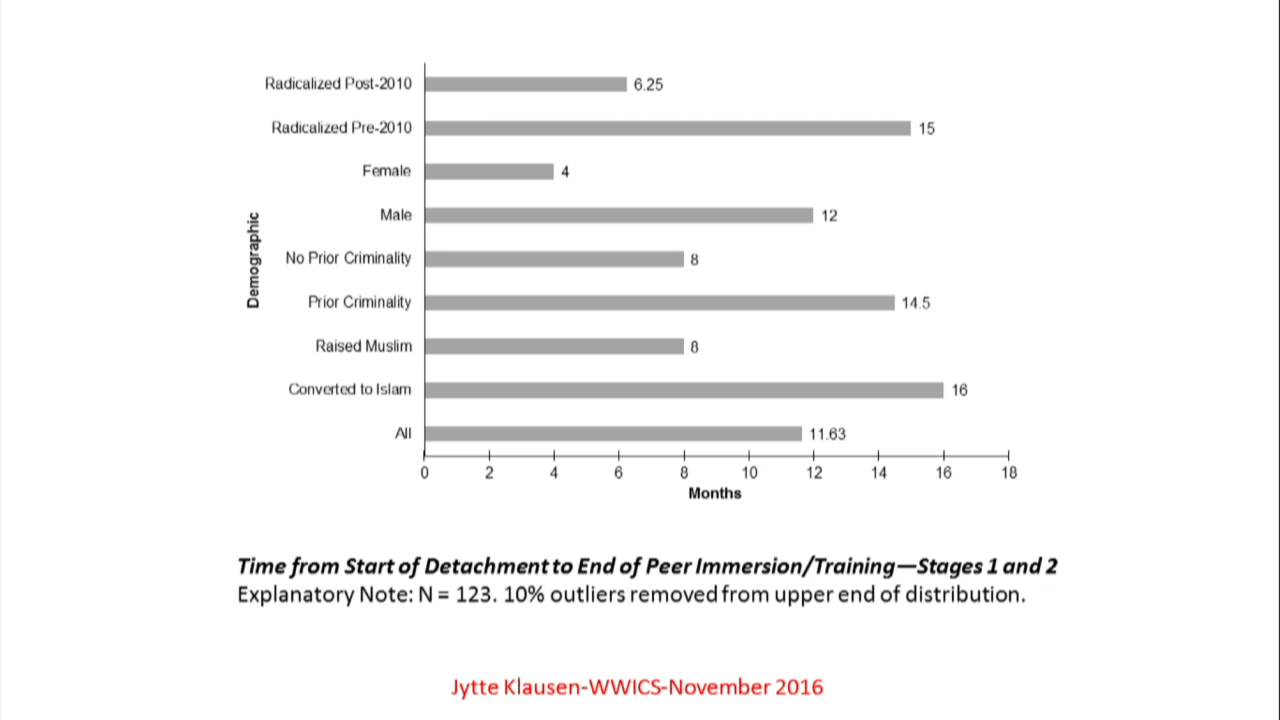 Radicalized Post-2010 6.25
Radicalized Pre-2010 15
Female 4
Male 12
No Prior Criminality 8
Prior Criminality 14.5
Raised Muslim 8
Converted to Islam 16
All 11.63
Demographic
0 2 4 6 8 10 12 14 16 18
Months
Time from Start of Detachment to End of Peer Immersion/Training—Stages 1 and 2
Explanatory Note: N = 123. 10% outliers removed from upper end of distribution.
Jytte Klausen-WWICS-November 2016